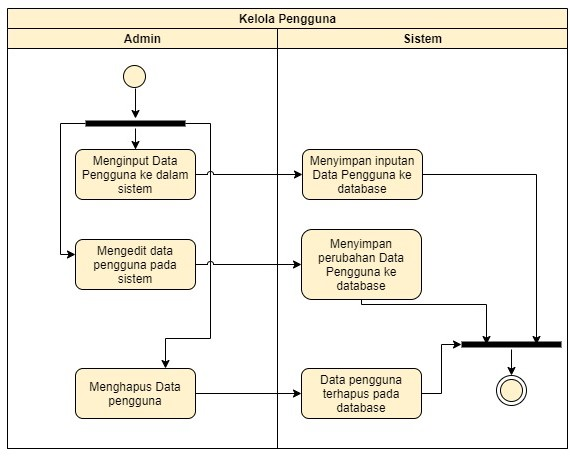 Kelola Pengguna
Admin
Sistem
Menginput Data
Pengguna ke dalam
sistem
Menyimpan inputan
Data Pengguna ke
database
Mengedit data
pengguna pada
sistem
Menyimpan
perubahan Data
Pengguna ke
database
Menghapus Data
pengguna
Data pengguna
terhapus pada
database